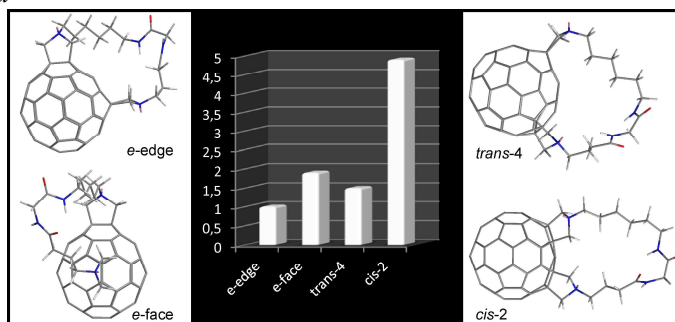 e-edge
e-face
5
4,5
4
3,5
3
2,5
2
1,5
1
0,5
0
e-edge
e-face
trans-4
cis-2
trans-4
cis-2